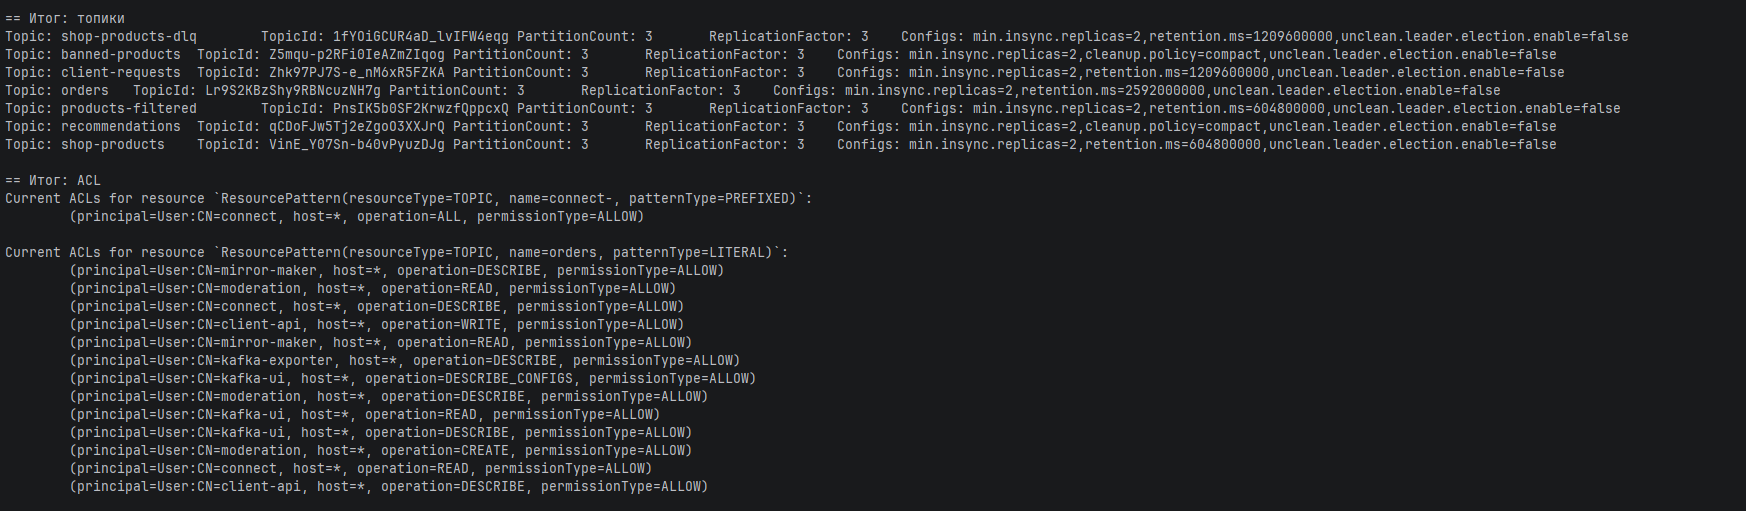 == Итог: топики
Topic: shop-products-dlq	TopicId: 1fYOiGCUR4aD_lvIFW4eqg PartitionCount: 3	ReplicationFactor: 3	Configs: min.insync.replicas=2,retention.ms=1209600000,unclean.leader.election.enable=false
Topic: banned-products	TopicId: Z5mqu-p2RFi0IeAZmZIqog PartitionCount: 3	ReplicationFactor: 3	Configs: min.insync.replicas=2,cleanup.policy=compact,unclean.leader.election.enable=false
Topic: client-requests	TopicId: Zhk97PJ7S-e_nM6xR5FZKA PartitionCount: 3	ReplicationFactor: 3	Configs: min.insync.replicas=2,retention.ms=1209600000,unclean.leader.election.enable=false
Topic: orders	TopicId: Lr9S2KBzShy9RBNcuzNH7g PartitionCount: 3	ReplicationFactor: 3	Configs: min.insync.replicas=2,retention.ms=2592000000,unclean.leader.election.enable=false
Topic: products-filtered	TopicId: PnsIK5b0SF2KrwzfQppcxQ PartitionCount: 3	ReplicationFactor: 3	Configs: min.insync.replicas=2,retention.ms=604800000,unclean.leader.election.enable=false
Topic: recommendations	TopicId: qCDoFJw5Tj2eZgoO3XXJrQ PartitionCount: 3	ReplicationFactor: 3	Configs: min.insync.replicas=2,cleanup.policy=compact,unclean.leader.election.enable=false
Topic: shop-products	TopicId: VinE_Y07Sn-b40vPyuzDJg PartitionCount: 3	ReplicationFactor: 3	Configs: min.insync.replicas=2,retention.ms=604800000,unclean.leader.election.enable=false
== Итог: ACL
Current ACLs for resource `ResourcePattern(resourceType=TOPIC, name=connect-, patternType=PREFIXED)`:
(principal=User:CN=connect, host=*, operation=ALL, permissionType=ALLOW)
Current ACLs for resource `ResourcePattern(resourceType=TOPIC, name=orders, patternType=LITERAL)`:
(principal=User:CN=mirror-maker, host=*, operation=DESCRIBE, permissionType=ALLOW)
(principal=User:CN=moderation, host=*, operation=READ, permissionType=ALLOW)
(principal=User:CN=connect, host=*, operation=DESCRIBE, permissionType=ALLOW)
(principal=User:CN=client-api, host=*, operation=WRITE, permissionType=ALLOW)
(principal=User:CN=mirror-maker, host=*, operation=READ, permissionType=ALLOW)
(principal=User:CN=kafka-exporter, host=*, operation=DESCRIBE, permissionType=ALLOW)
(principal=User:CN=kafka-ui, host=*, operation=DESCRIBE_CONFIGS, permissionType=ALLOW)
(principal=User:CN=moderation, host=*, operation=DESCRIBE, permissionType=ALLOW)
(principal=User:CN=kafka-ui, host=*, operation=READ, permissionType=ALLOW)
(principal=User:CN=kafka-ui, host=*, operation=DESCRIBE, permissionType=ALLOW)
(principal=User:CN=moderation, host=*, operation=CREATE, permissionType=ALLOW)
(principal=User:CN=connect, host=*, operation=READ, permissionType=ALLOW)
(principal=User:CN=client-api, host=*, operation=DESCRIBE, permissionType=ALLOW)